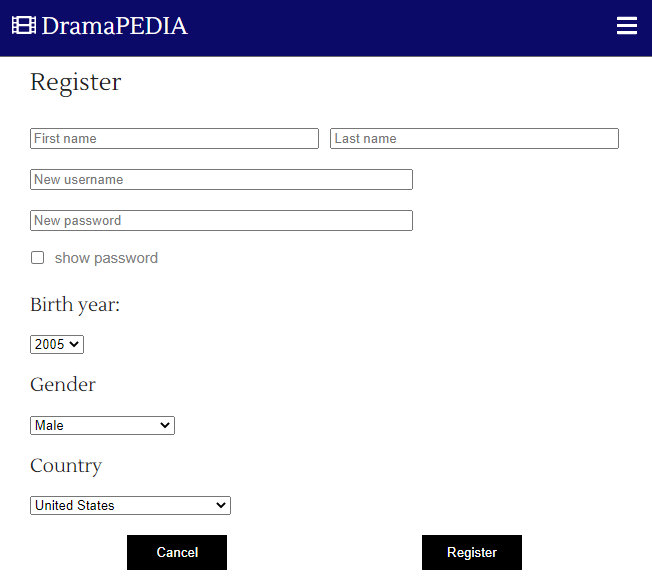 DramaPEDIA
Register
First name Last name
New username
New password
show password
Birth year:
2005
Gender
Male
Country
United States
Cancel Register